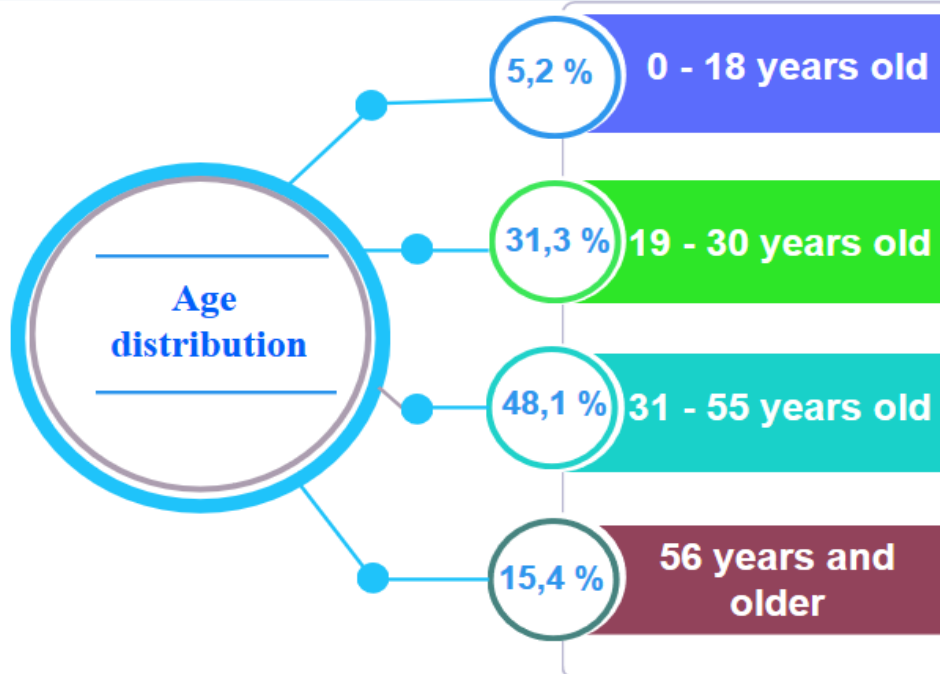 5,2 %
0 - 18 years old
31,3 %
19 - 30 years old
Age
distribution
48,1 %
31 - 55 years old
15,4 %
56 years and
older